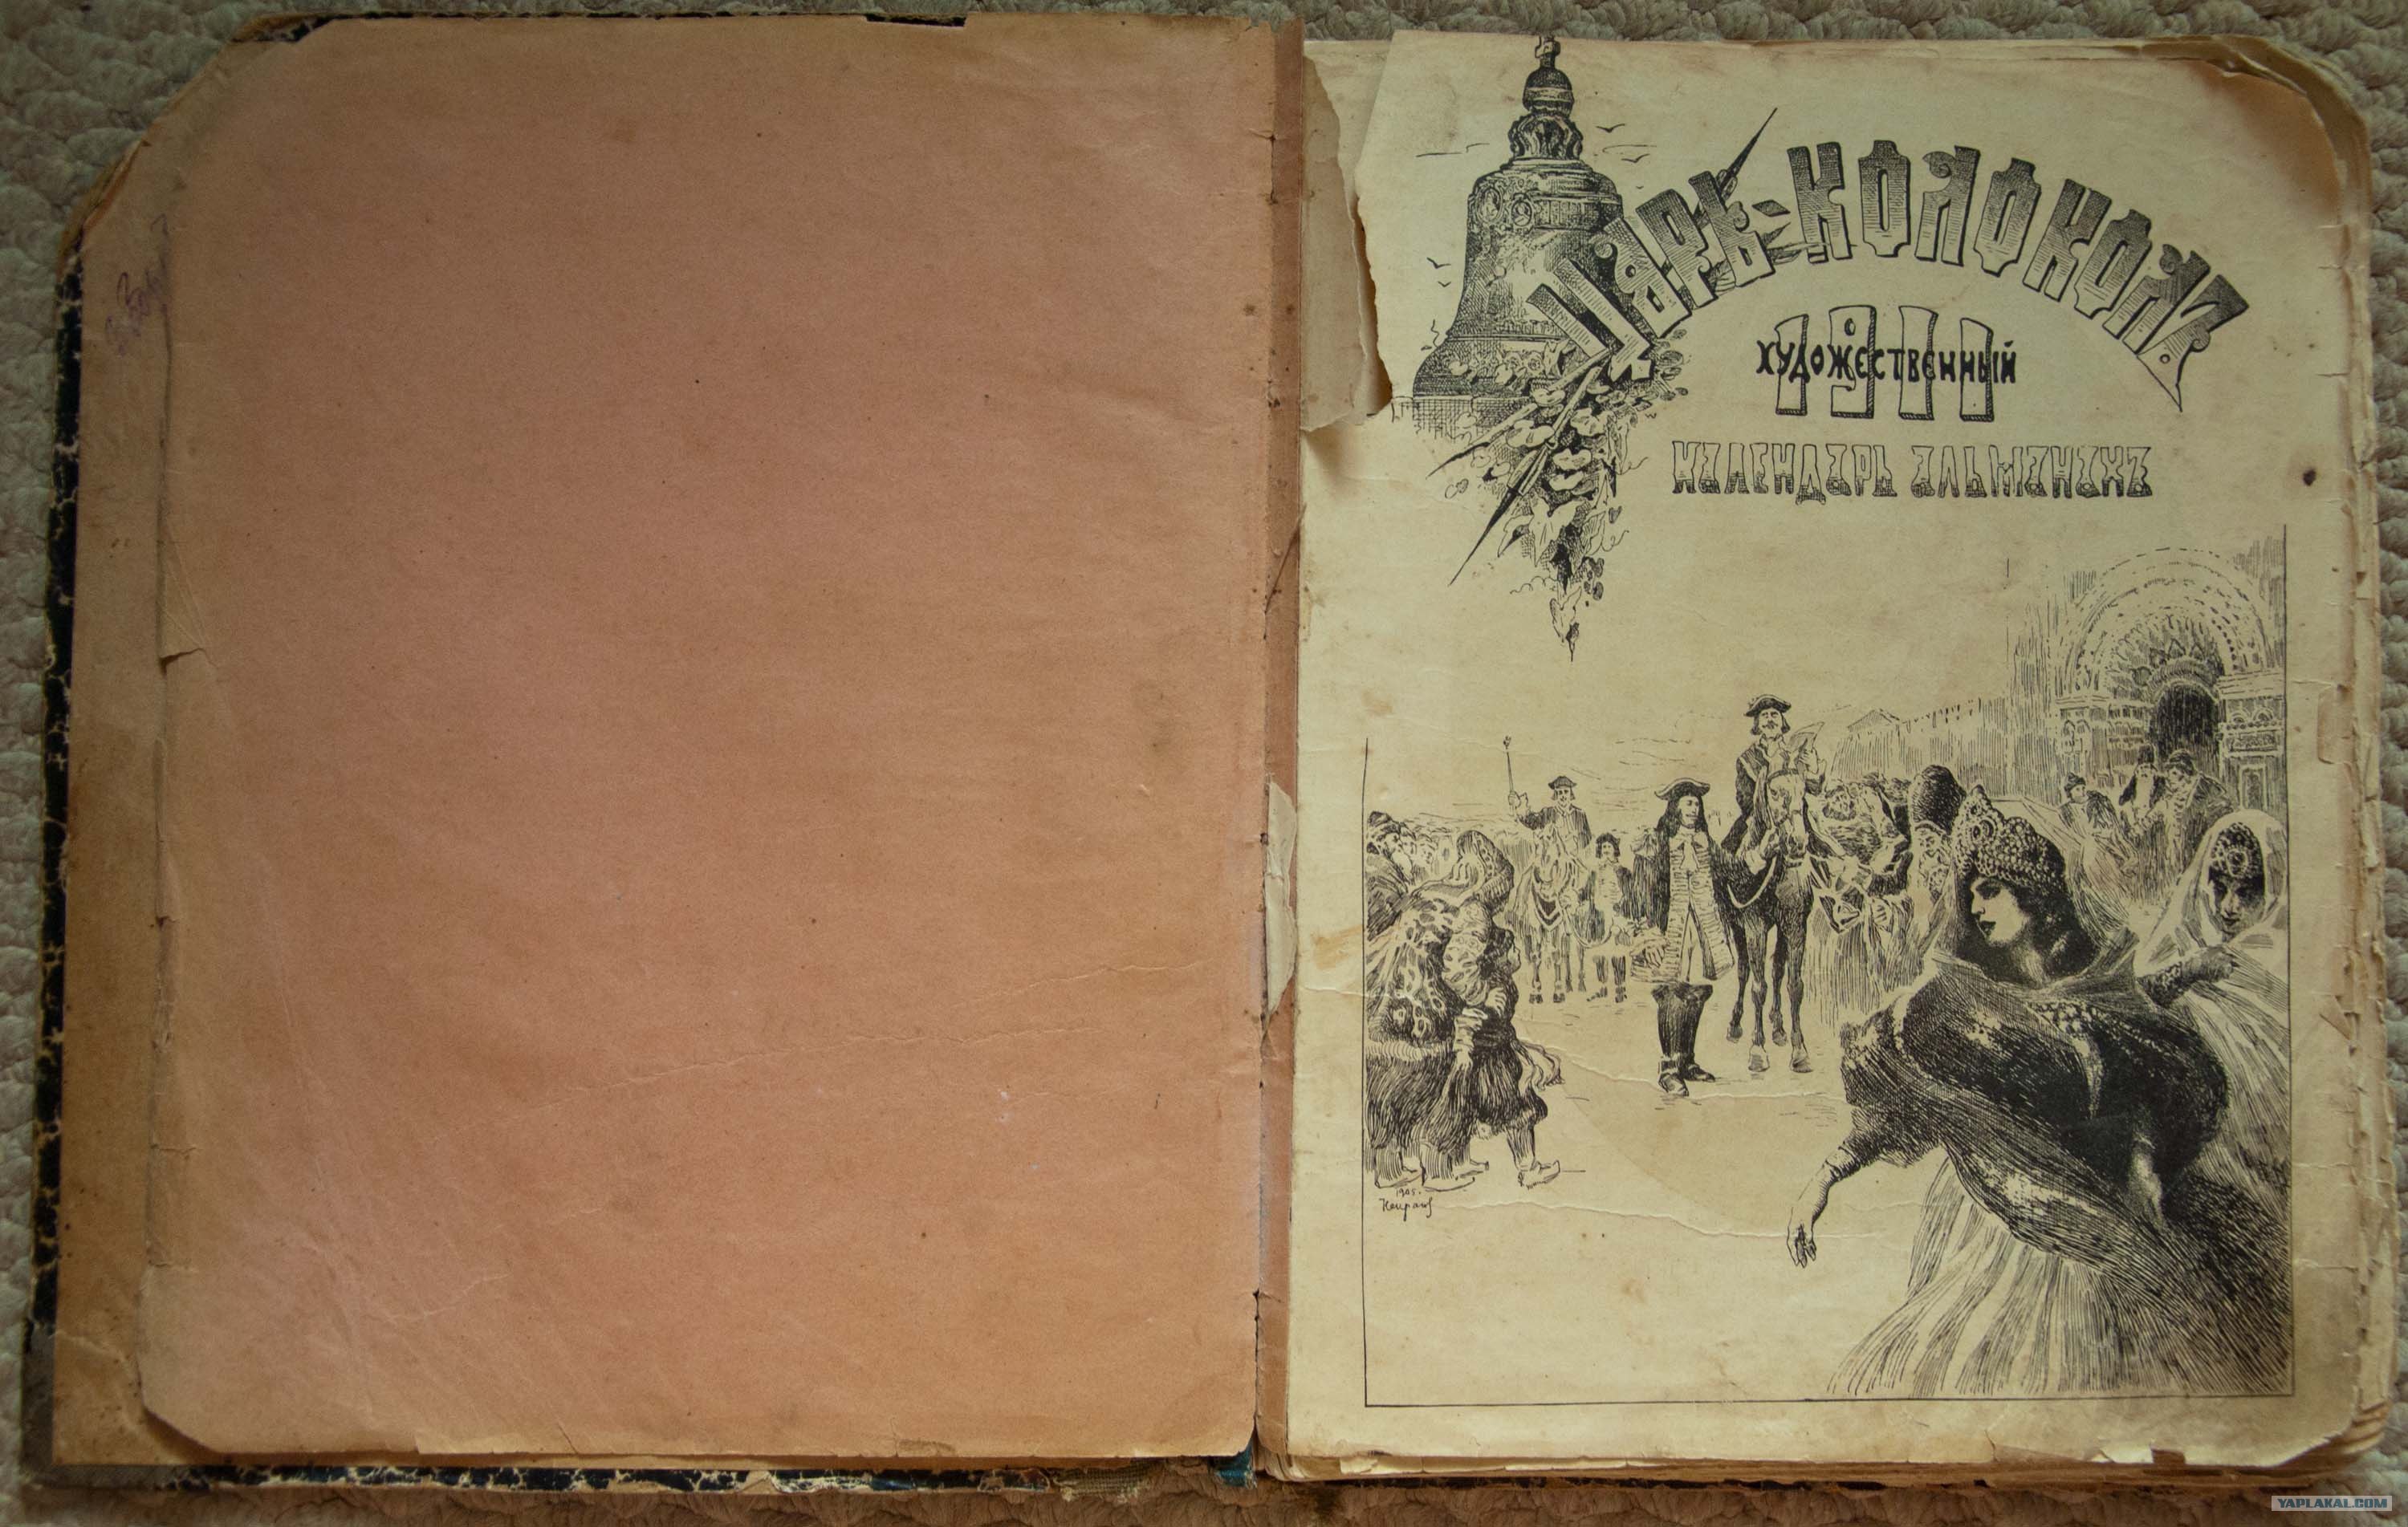 Царь-Колоколъ
1911
художественный
календарь альманахъ
1905.
YAPLAKAL.COM